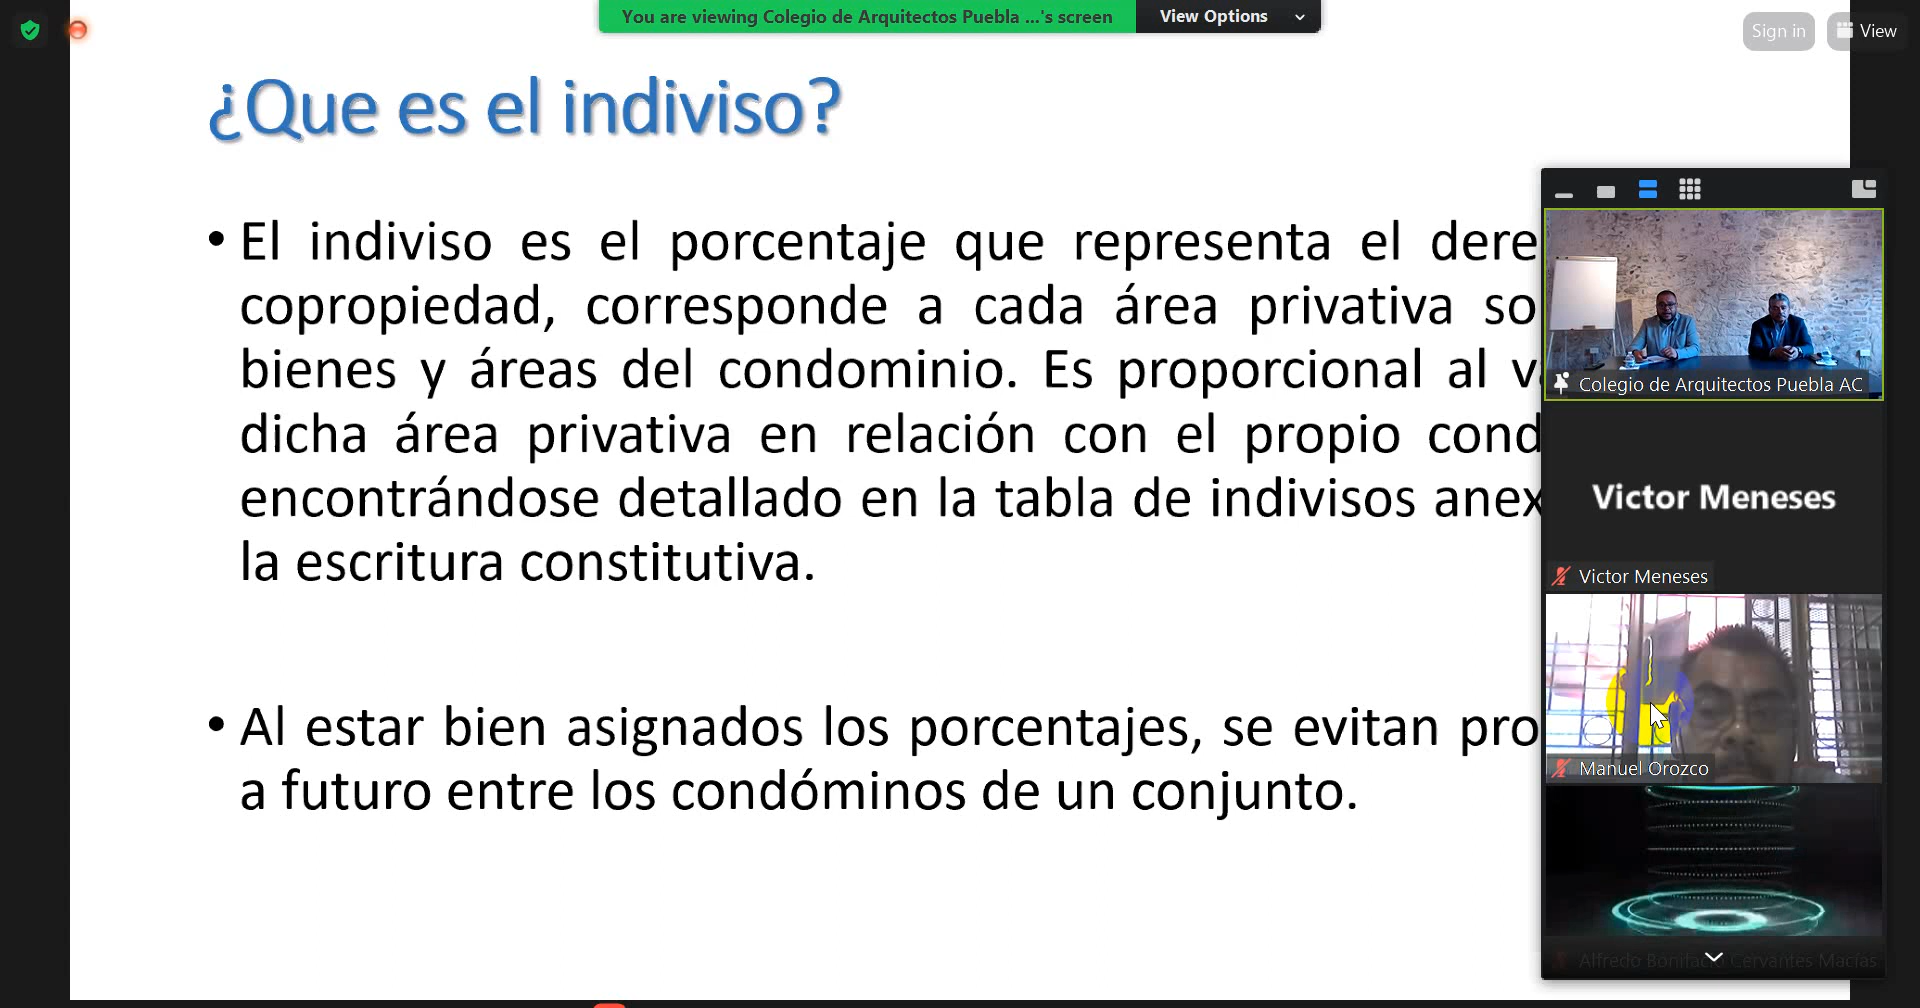 You are viewing Colegio de Arquitectos Puebla ...'s screen
View Options
Sign in
View
¿Que es el indiviso?
• El indiviso es el porcentaje que representa el dere
copropiedad, corresponde a cada área privativa so
bienes y áreas del condominio. Es proporcional al v
dicha área privativa en relación con el propio cond
encontrándose detallado en la tabla de indivisos anex
la escritura constitutiva.
• Al estar bien asignados los porcentajes, se evitan pro
a futuro entre los condóminos de un conjunto.
Colegio de Arquitectos Puebla AC
Victor Meneses
Victor Meneses
Manuel Orozco
Alfredo Bonifacio Cervantes Macías